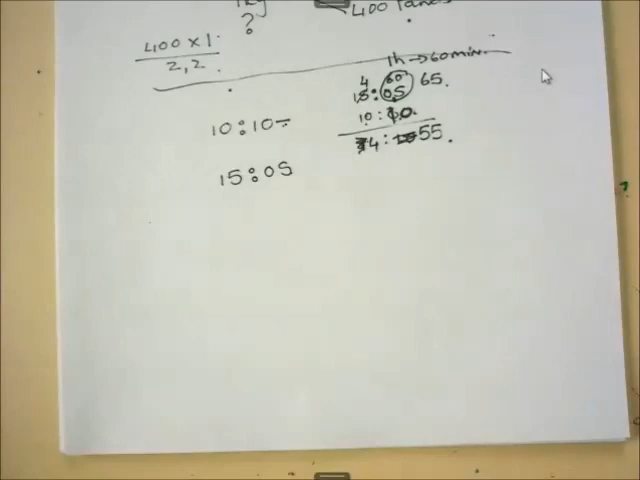 ?
400
400 x 1
2,2
1h → 60min.
4 60 65.
15:05
10:10-
10:10.
4:55.
15:05